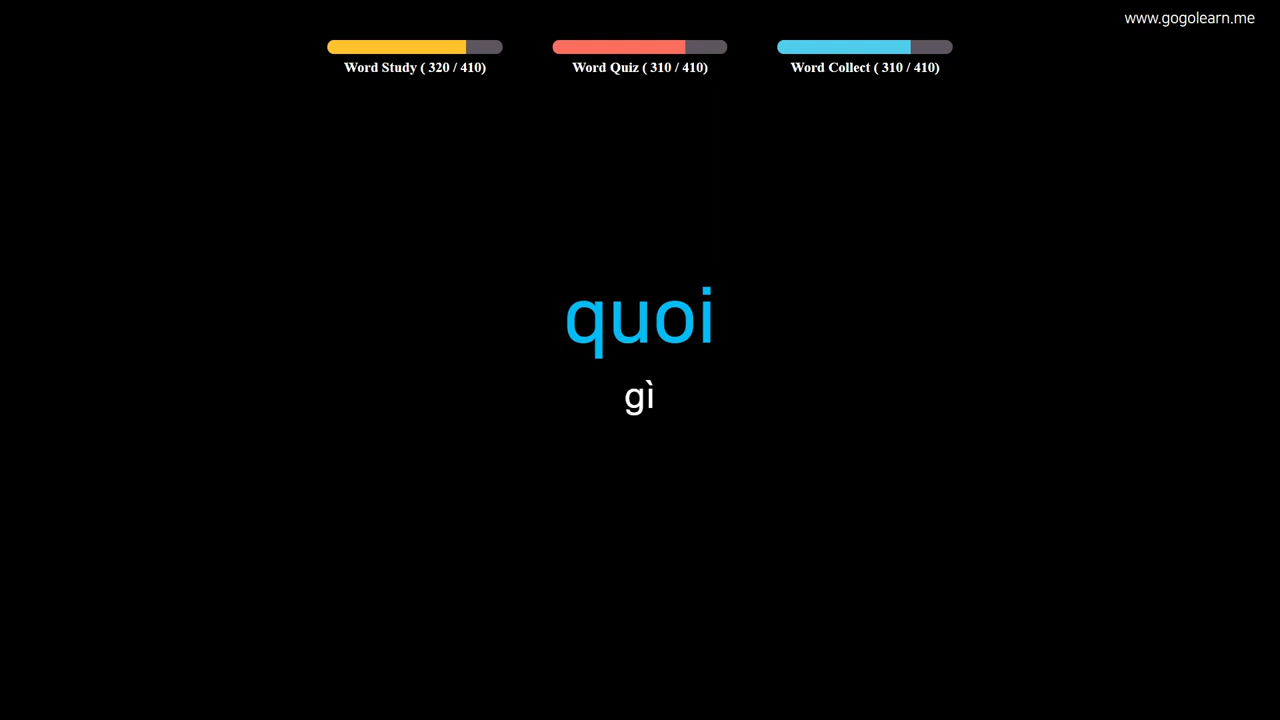 www.gogolearn.me
Word Study ( 320 / 410)
Word Quiz ( 310 / 410)
Word Collect ( 310 / 410)
quoi
gì